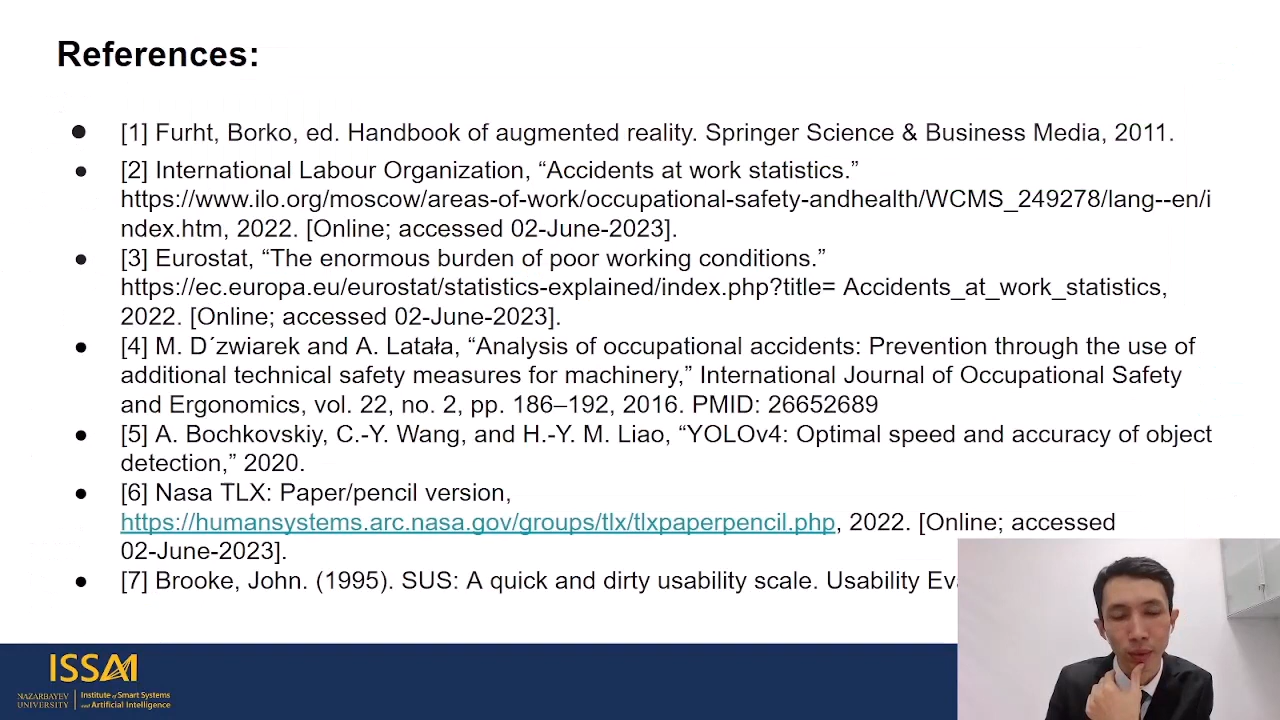 References:
● [1] Furht, Borko, ed. Handbook of augmented reality. Springer Science & Business Media, 2011.
● [2] International Labour Organization, “Accidents at work statistics.”
https://www.ilo.org/moscow/areas-of-work/occupational-safety-andhealth/WCMS_249278/lang--en/i
ndex.htm, 2022. [Online; accessed 02-June-2023].
● [3] Eurostat, “The enormous burden of poor working conditions.”
https://ec.europa.eu/eurostat/statistics-explained/index.php?title= Accidents_at_work_statistics,
2022. [Online; accessed 02-June-2023].
● [4] M. D´zwiarek and A. Latała, “Analysis of occupational accidents: Prevention through the use of
additional technical safety measures for machinery,” International Journal of Occupational Safety
and Ergonomics, vol. 22, no. 2, pp. 186–192, 2016. PMID: 26652689
● [5] A. Bochkovskiy, C.-Y. Wang, and H.-Y. M. Liao, “YOLOv4: Optimal speed and accuracy of object
detection,” 2020.
● [6] Nasa TLX: Paper/pencil version,
https://humansystems.arc.nasa.gov/groups/tlx/tlxpaperpencil.php, 2022. [Online; accessed
02-June-2023].
● [7] Brooke, John. (1995). SUS: A quick and dirty usability scale. Usability
ISSAI
NAZARBAYEV
UNIVERSITY
Institute of Smart Systems
and Artificial Intelligence